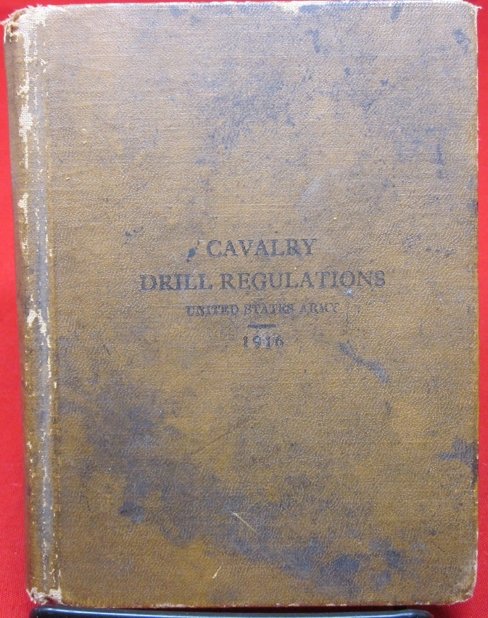 CAVALRY
DRILL REGULATIONS
UNITED STATES ARMY
1916